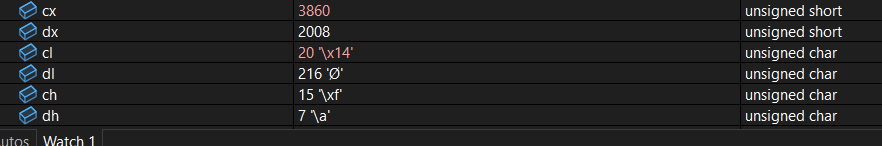 cx 3860 unsigned short
dx 2008 unsigned short
cl 20 '\x14' unsigned char
dl 216 'Ø' unsigned char
ch 15 '\xf' unsigned char
dh 7 '\a' unsigned char
utos Watch 1